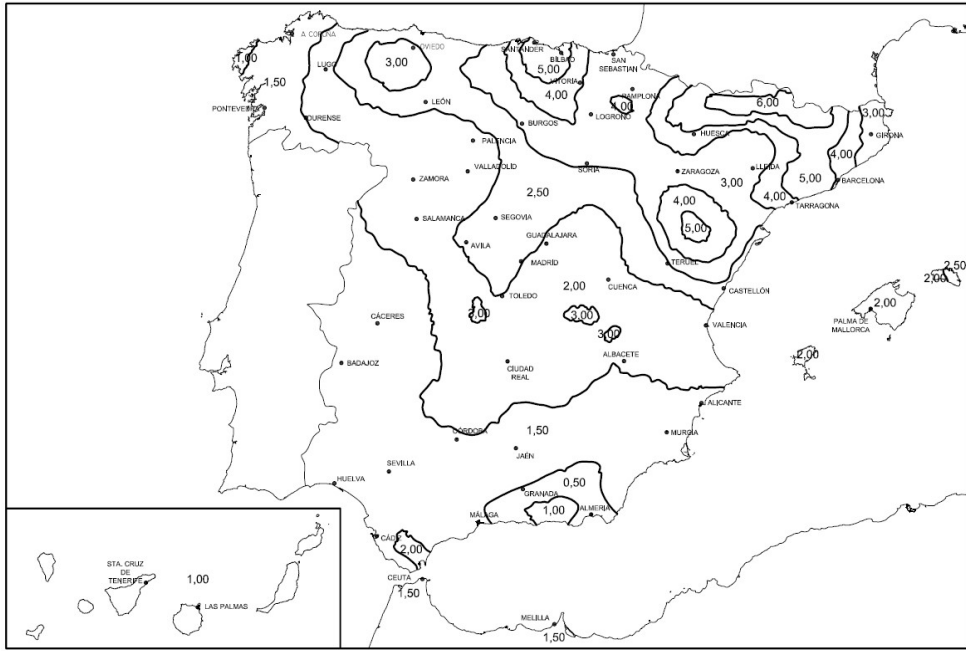 A CORUÑA
OVIEDO
SANTANDER
BILBAO
SAN
SEBASTIAN
1,00
LUGO
3,00
5,00
VITORIA
1,50
4,00
PAMPLONA
4,00
6,00
PONTEVEDRA
LEÓN
LOGROÑO
3,00
OURENSE
BURGOS
HUESCA
GIRONA
PALENCIA
4,00
VALLADOLÍD
SORIA
ZARAGOZA
LLEIDA
ZAMORA
3,00
5,00
BARCELONA
2,50
4,00
4,00
TARRAGONA
SALAMANCA
SEGOVIA
5,00
GUADALAJARA
AVILA
MADRÍD
TERUEL
2,50
2,00
CUENCA
2,00
CASTELLÓN
TOLEDO
2,00
3,00
3,00
PALMA DE
MALLORCA
CÁCERES
VALENCIA
3,00
2,00
BADAJOZ
CIUDAD
REAL
ALBACETE
ALICANTE
1,50
CÓRDOBA
MURCIA
JAÉN
SEVILLA
HUELVA
0,50
GRANADA
1,00
ALMERIA
MÁLAGA
CÁDIZ
2,00
STA. CRUZ
DE
TENERIFE
1,00
CEUTA
1,50
LAS PALMAS
MELILLA
1,50